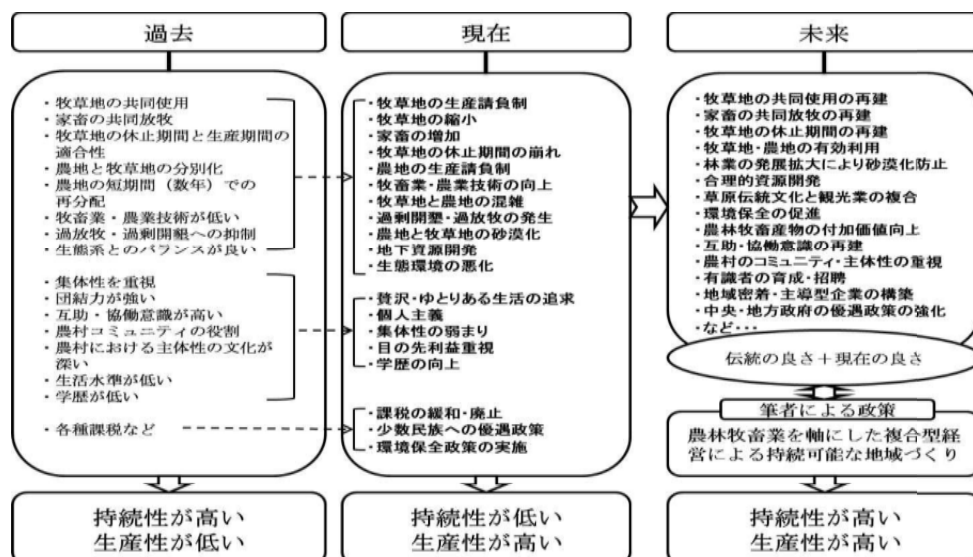 過去
・牧草地の共同使用
・家畜の共同放牧
・牧草地の休止期間と生産期間の
適合性
・農地と牧草地の分別化
・農地の短期間（数年）での
再分配
・牧畜業・農業技術が低い
・過放牧・過剰開墾への抑制
・生態系とのバランスが良い
・集体性を重視
・団結力が強い
・互助・協働意識が高い
・農村コミュニティの役割
・農村における主体性の文化が
深い
・生活水準が低い
・学歴が低い
・各種課税など
持続性が高い
生産性が低い
現在
・牧草地の生産請負制
・牧草地の縮小
・家畜の増加
・牧草地の休止期間の崩れ
・農地の生産請負制
・牧畜業・農業技術の向上
・牧草地と農地の混雑
・過剰開墾・過放牧の発生
・農地と牧草地の砂漠化
・地下資源開発
・生態環境の悪化
・贅沢・ゆとりある生活の追求
・個人主義
・集体性の弱まり
・目の先利益重視
・学歴の向上
・課税の緩和・廃止
・少数民族への優遇政策
・環境保全政策の実施
持続性が低い
生産性が高い
未来
・牧草地の共同使用の再建
・家畜の共同放牧の再建
・牧草地の休止期間の再建
・牧草地・農地の有効利用
・林業の発展拡大により砂漠化防止
・合理的資源開発
・草原伝統文化と観光業の複合
・環境保全の促進
・農林牧畜産物の付加価値向上
・互助・協働意識の再建
・農村のコミュニティ・主体性の重視
・有識者の育成・招聘
・地域密着・主導型企業の構築
・中央・地方政府の優遇政策の強化
・など・・・
伝統の良さ＋現在の良さ
筆者による政策
農林牧畜業を軸にした複合型経
営による持続可能な地域づくり
持続性が高い
生産性が高い